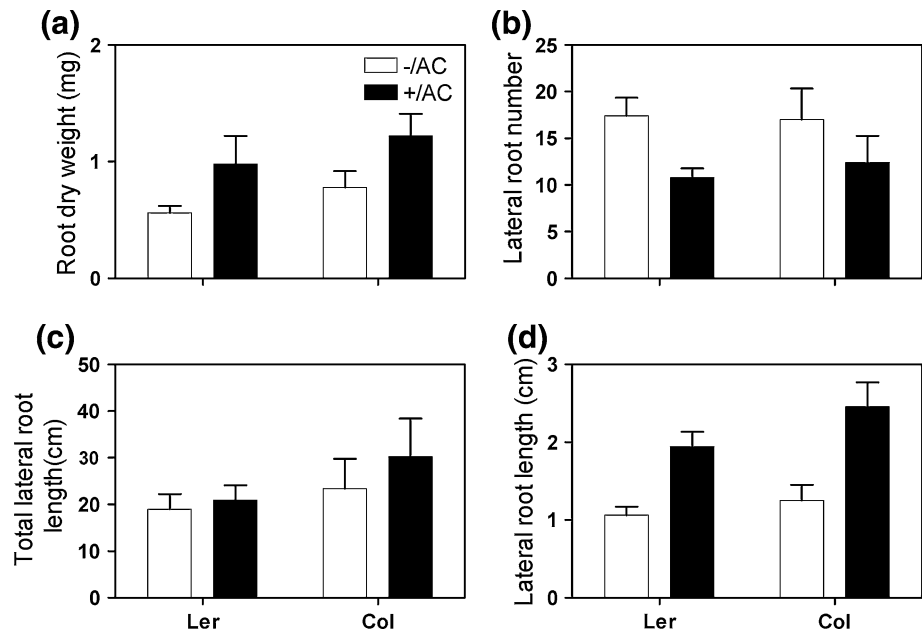 (a)
Root dry weight (mg)
2
1
0
-/AC
+/AC
(b)
Lateral root number
25
20
15
10
5
0
(c)
Total lateral root
length(cm)
50
40
30
20
10
0
Ler
Col
(d)
Lateral root length (cm)
3
2
1
0
Ler
Col